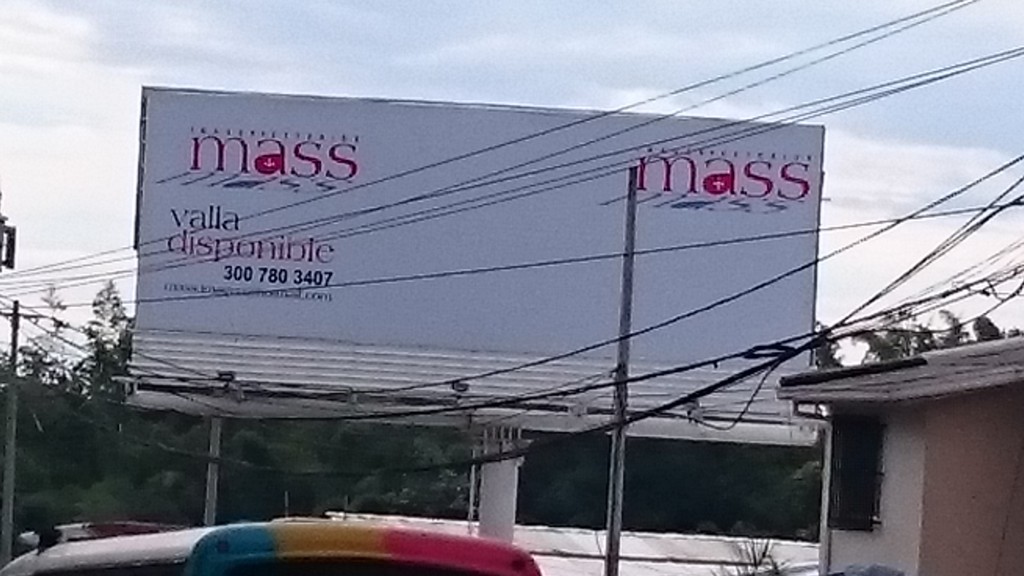 mass
valla
disponible
300 780 3407
mass